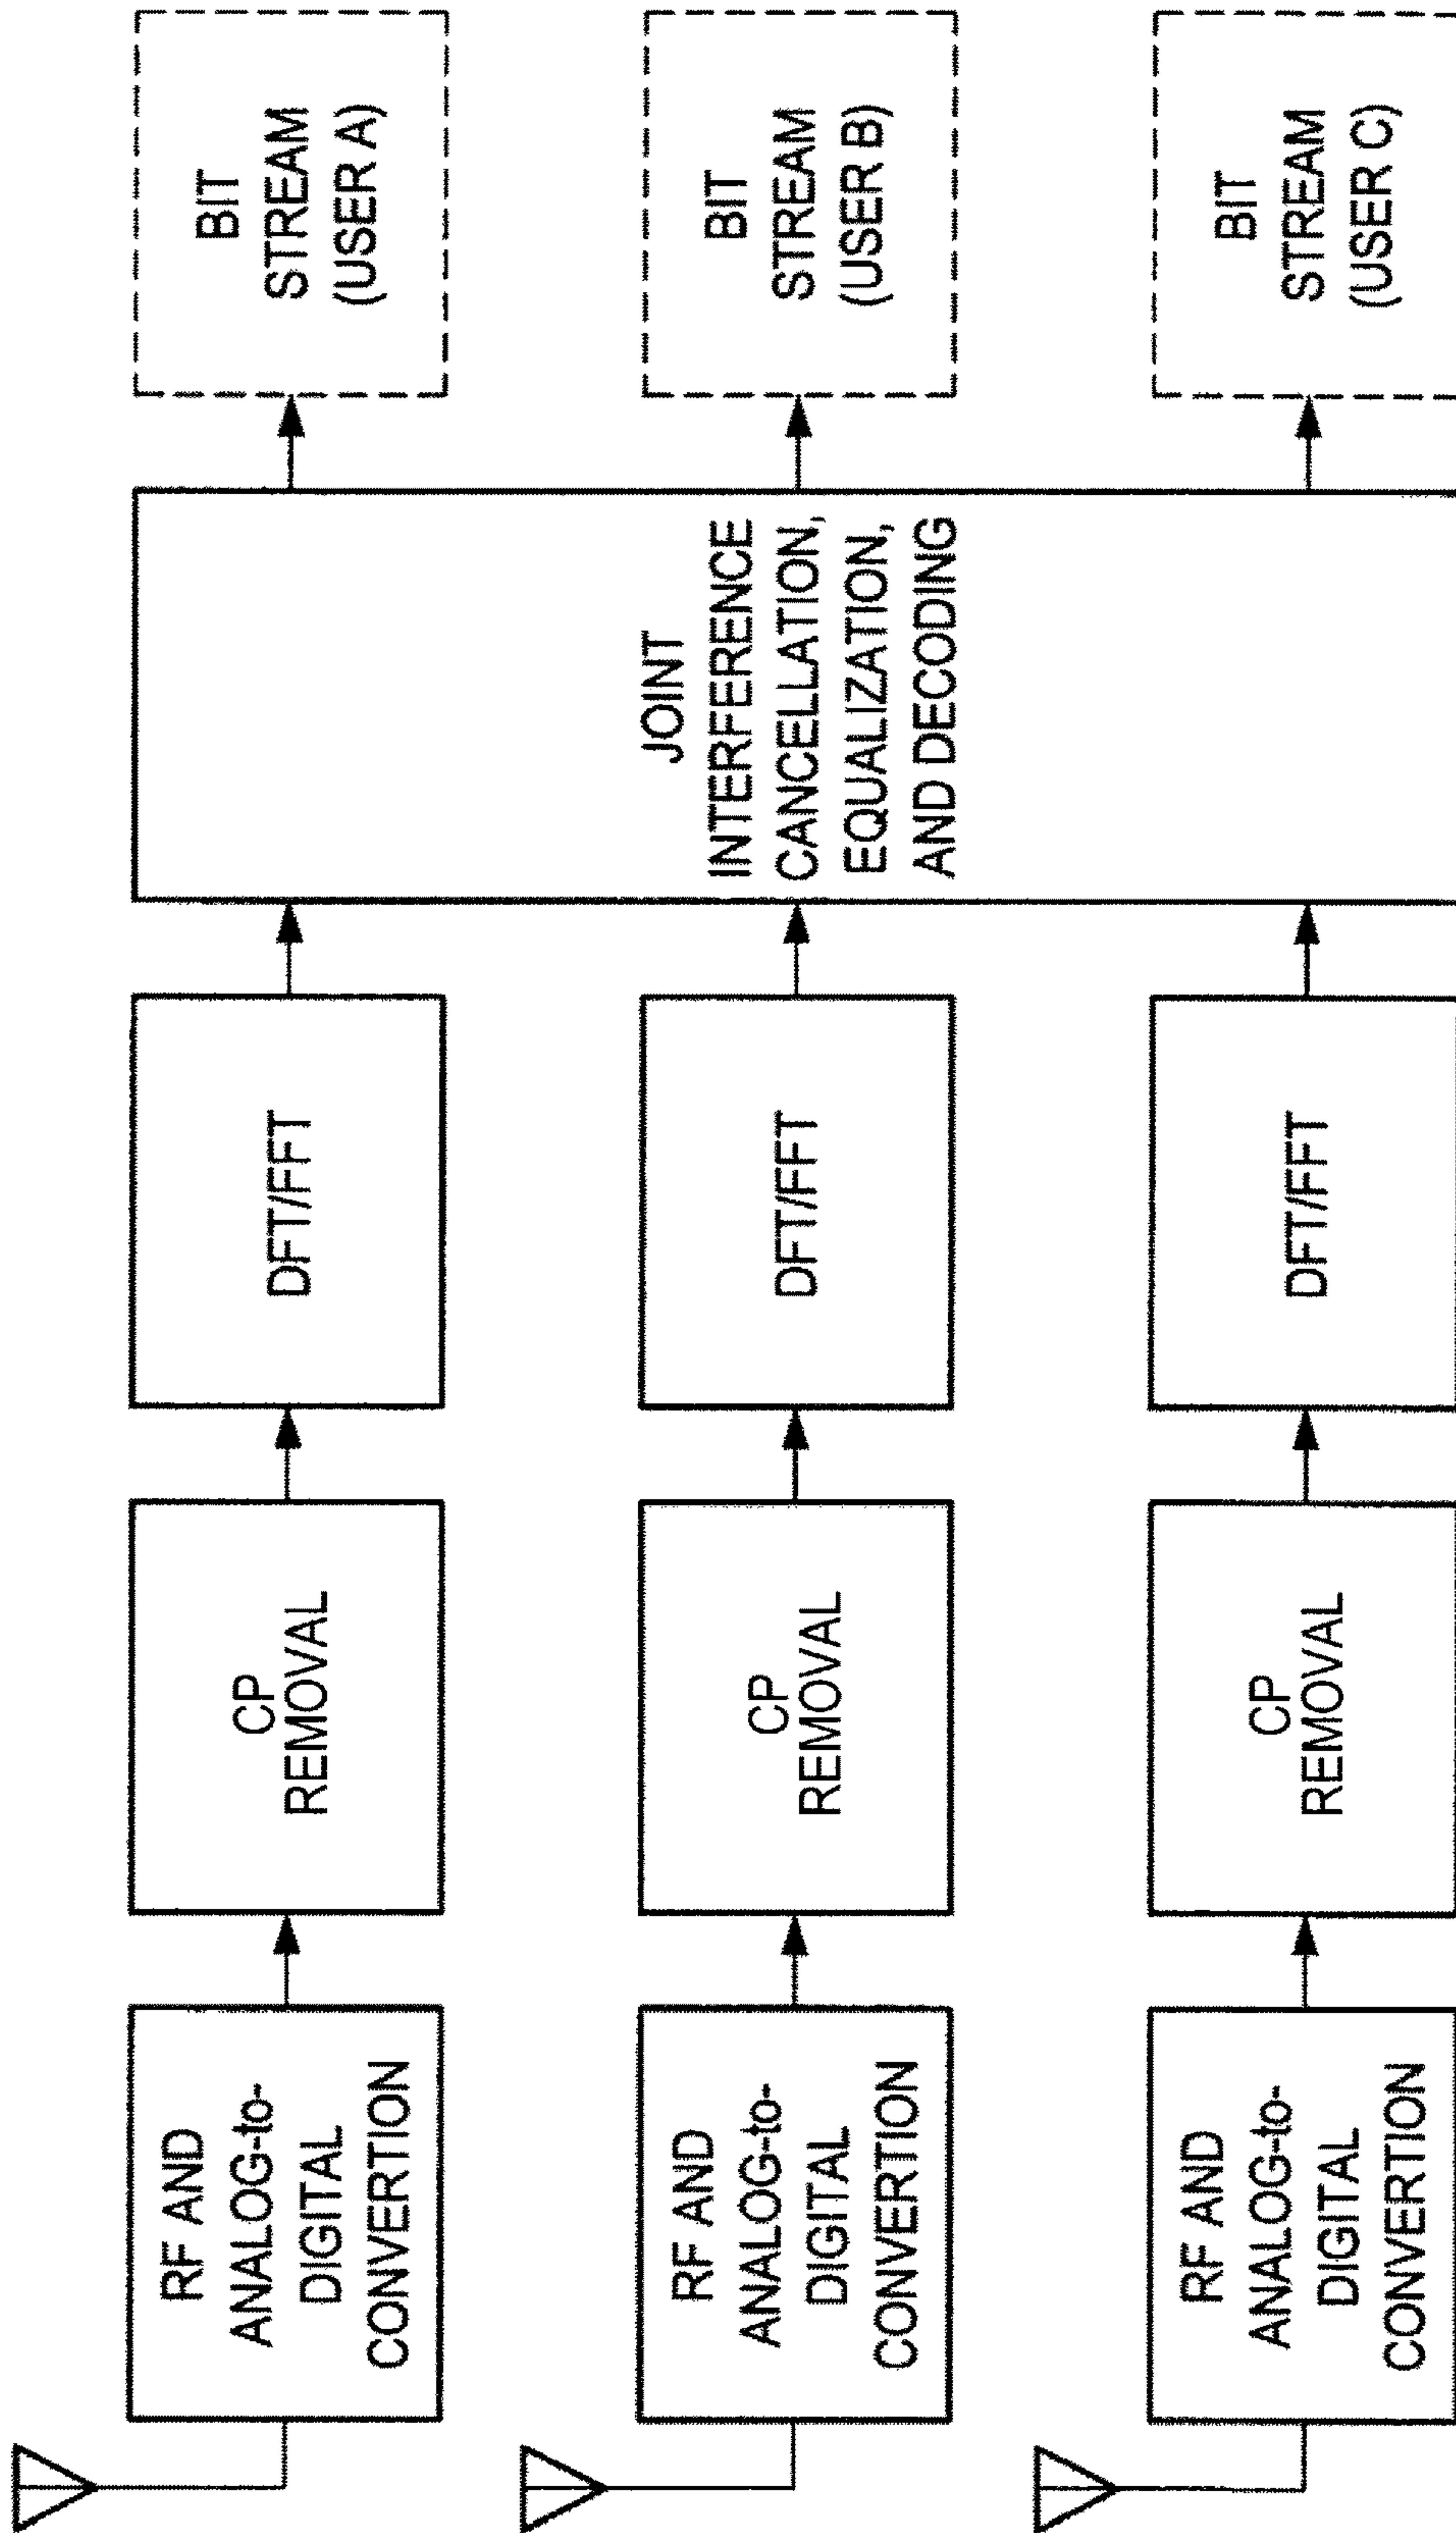 RF AND
ANALOG-to-
DIGITAL
CONVERTION
CP
REMOVAL
DFT/FFT
JOINT
INTERFERENCE
CANCELLATION,
EQUALIZATION,
AND DECODING
BIT
STREAM
(USER A)
RF AND
ANALOG-to-
DIGITAL
CONVERTION
CP
REMOVAL
DFT/FFT
BIT
STREAM
(USER B)
RF AND
ANALOG-to-
DIGITAL
CONVERTION
CP
REMOVAL
DFT/FFT
BIT
STREAM
(USER C)